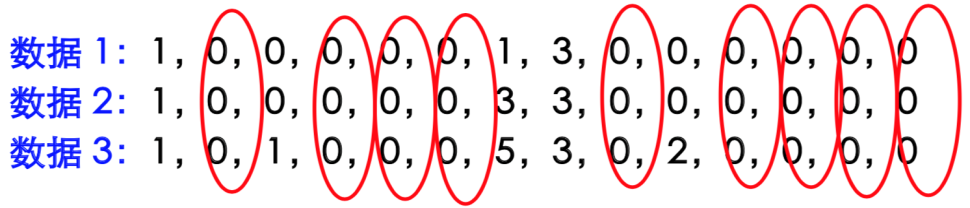 数据 1: 1, 0, 0, 0, 0, 0, 1, 3, 0, 0, 0, 0, 0, 0
数据 2: 1, 0, 0, 0, 0, 0, 3, 3, 0, 0, 0, 0, 0, 0
数据 3: 1, 0, 1, 0, 0, 0, 5, 3, 0, 2, 0, 0, 0, 0